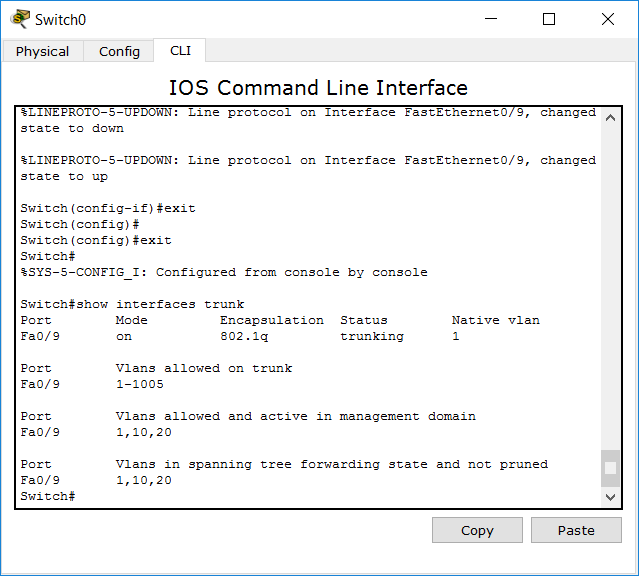 Switch0
Physical Config CLI
IOS Command Line Interface
%LINEPROTO-5-UPDOWN: Line protocol on Interface FastEthernet0/9, changed
state to down
%LINEPROTO-5-UPDOWN: Line protocol on Interface FastEthernet0/9, changed
state to up
Switch(config-if)#exit
Switch(config)#
Switch(config)#exit
Switch#
%SYS-5-CONFIG_I: Configured from console by console
Switch#show interfaces trunk
Port Mode Encapsulation Status Native vlan
Fa0/9 on 802.1q trunking 1
Port Vlans allowed on trunk
Fa0/9 1-1005
Port Vlans allowed and active in management domain
Fa0/9 1,10,20
Port Vlans in spanning tree forwarding state and not pruned
Fa0/9 1,10,20
Switch#
Copy Paste